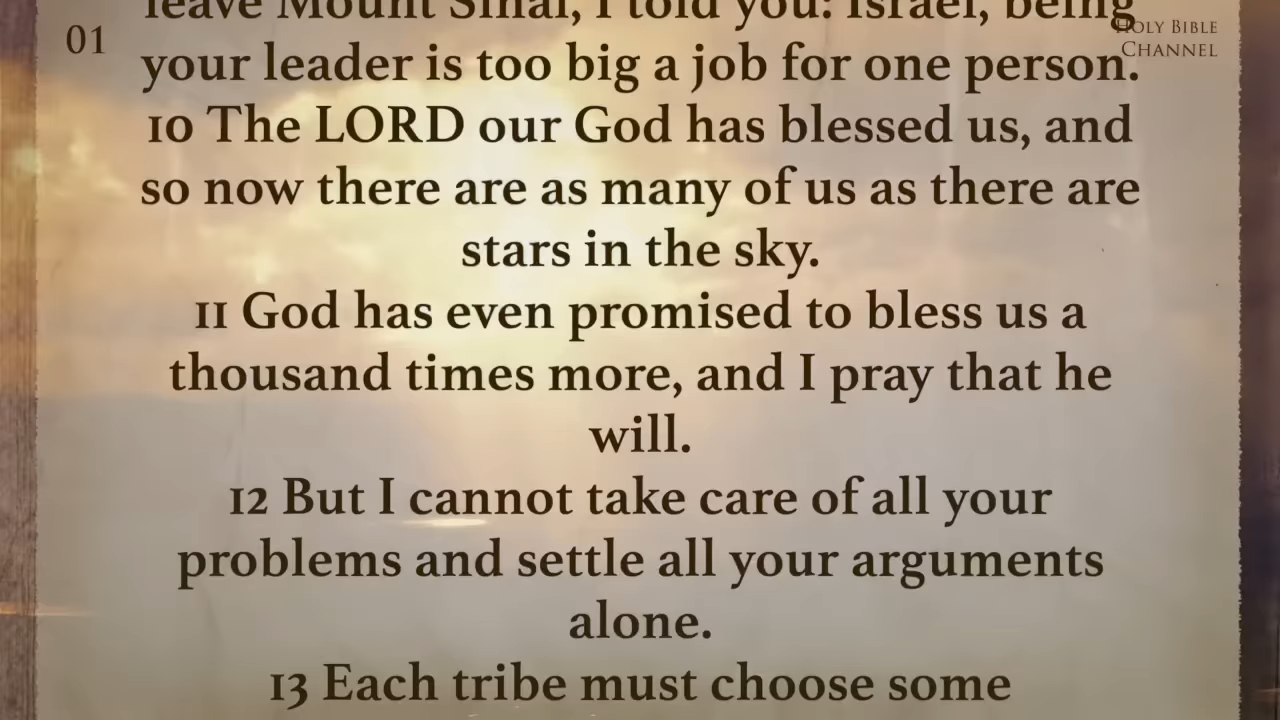 leave Mount Sinai, I told you: Israel, being
01
HOLY BIBLE
CHANNEL
your leader is too big a job for one person.
10 The LORD our God has blessed us, and
so now there are as many of us as there are
stars in the sky.
11 God has even promised to bless us a
thousand times more, and I pray that he
will.
12 But I cannot take care of all your
problems and settle all your arguments
alone.
13 Each tribe must choose some